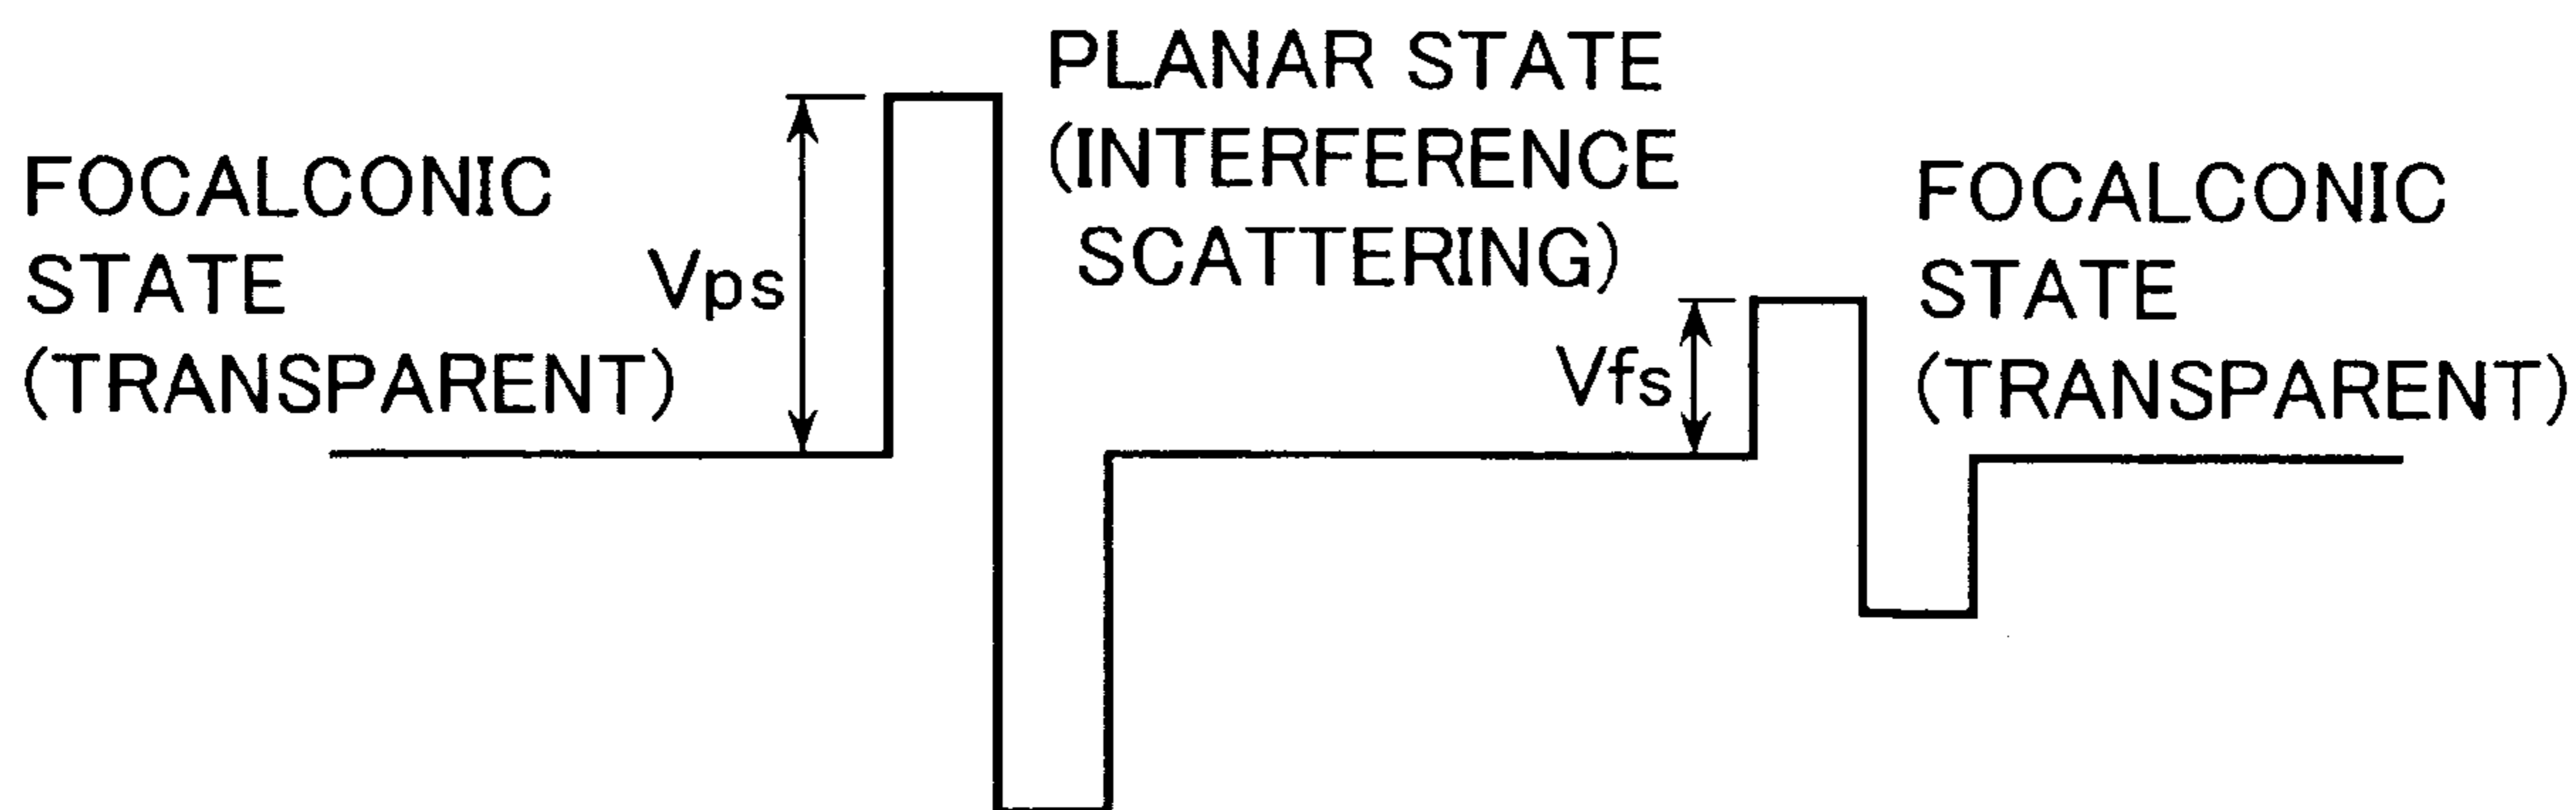 FOCALCONIC
STATE
(TRANSPARENT)
Vps
PLANAR STATE
(INTERFERENCE
SCATTERING)
Vfs
FOCALCONIC
STATE
(TRANSPARENT)